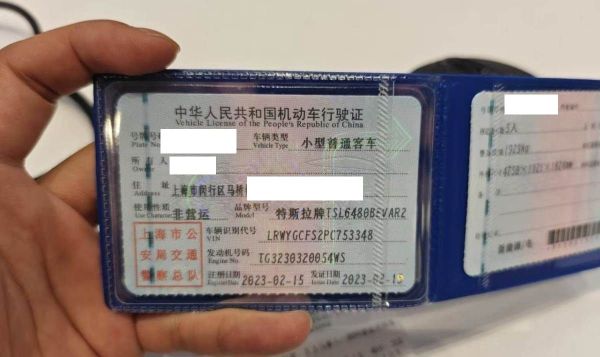 中华人民共和国机动车行驶证
Vehicle License of the People's Republic of China
号牌号码
Plate No.
车辆类型
Vehicle Type
小型普通客车
所有人
Owner
住址
上海市闵行区马桥
使用性质
Use Character
非营运
品牌型号
Model
特斯拉牌TSL6480BEVAR2
上海市公
安局交通
警察总队
车辆识别代号
VIN
LRWYGCFS2PC753348
发动机号码
Engine No.
TG3230320054WS
注册日期
Register Date
2023-02-15
发证日期
Issue Date
2023-02-15
5人